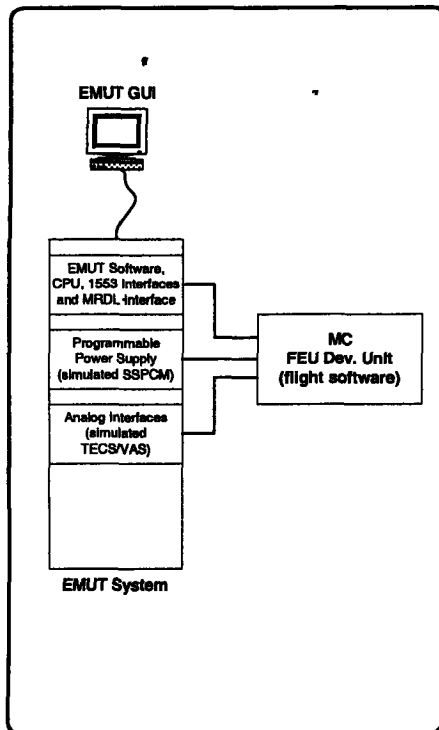 EMUT GUI
EMUT Software,
CPU, 1553 Interfaces
and MRDL-Interface
Programmable
Power Supply
(simulated SSPCM)
Analog Interfaces
(simulated
TECS/VAS)
EMUT System
MC
FEU Dev. Unit
(flight software)